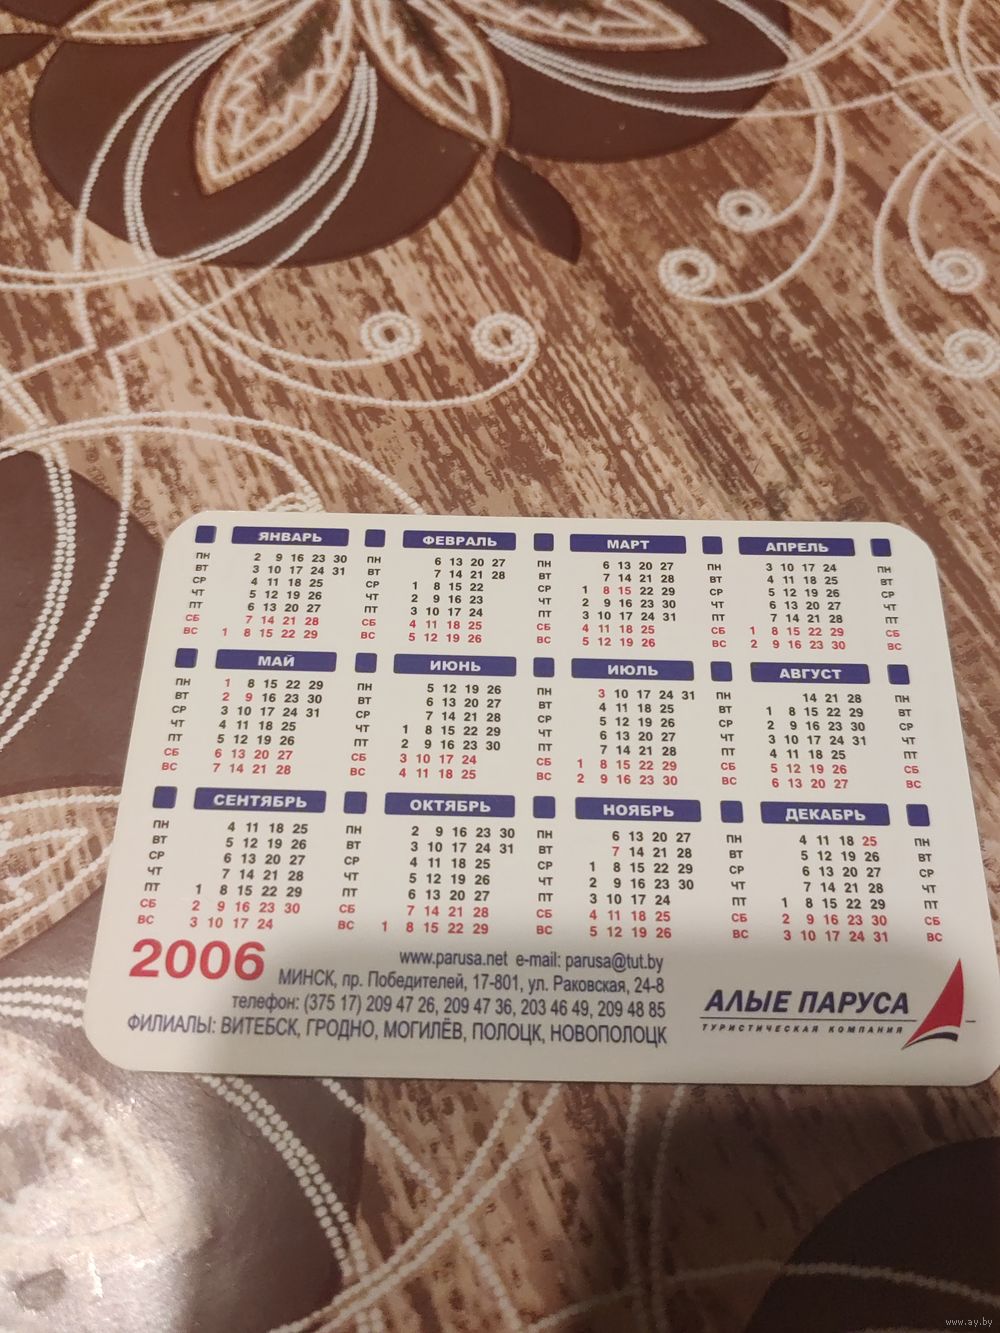 ЯНВАРЬ ФЕВРАЛЬ МАРТ АПРЕЛЬ
ПН 2 9 16 23 30 ПН 6 13 20 27 ПН 6 13 20 27 ПН 3 10 17 24 ПН
ВТ 3 10 17 24 31 ВТ 7 14 21 28 ВТ 7 14 21 28 ВТ 4 11 18 25 ВТ
СР 4 11 18 25 СР 1 8 15 22 СР 1 8 15 22 29 СР 5 12 19 26 СР
ЧТ 5 12 19 26 ЧТ 2 9 16 23 ЧТ 2 9 16 23 30 ЧТ 6 13 20 27 ЧТ
ПТ 6 13 20 27 ПТ 3 10 17 24 ПТ 3 10 17 24 31 ПТ 7 14 21 28 ПТ
СБ 7 14 21 28 СБ 4 11 18 25 СБ 4 11 18 25 СБ 1 8 15 22 29 СБ
ВС 1 8 15 22 29 ВС 5 12 19 26 ВС 5 12 19 26 ВС 2 9 16 23 30 ВС
МАЙ ИЮНЬ ИЮЛЬ АВГУСТ
ПН 1 8 15 22 29 ПН 5 12 19 26 ПН 3 10 17 24 31 ПН 14 21 28 ПН
ВТ 2 9 16 23 30 ВТ 6 13 20 27 ВТ 4 11 18 25 ВТ 1 8 15 22 29 ВТ
СР 3 10 17 24 31 СР 7 14 21 28 СР 5 12 19 26 СР 2 9 16 23 30 СР
ЧТ 4 11 18 25 ЧТ 1 8 15 22 29 ЧТ 6 13 20 27 ЧТ 3 10 17 24 31 ЧТ
ПТ 5 12 19 26 ПТ 2 9 16 23 30 ПТ 7 14 21 28 ПТ 4 11 18 25 ПТ
СБ 6 13 20 27 СБ 3 10 17 24 СБ 1 8 15 22 29 СБ 5 12 19 26 СБ
ВС 7 14 21 28 ВС 4 11 18 25 ВС 2 9 16 23 30 ВС 6 13 20 27 ВС
СЕНТЯБРЬ ОКТЯБРЬ НОЯБРЬ ДЕКАБРЬ
ПН 4 11 18 25 ПН 2 9 16 23 30 ПН 6 13 20 27 ПН 4 11 18 25 ПН
ВТ 5 12 19 26 ВТ 3 10 17 24 31 ВТ 7 14 21 28 ВТ 5 12 19 26 ВТ
СР 6 13 20 27 СР 4 11 18 25 СР 1 8 15 22 29 СР 6 13 20 27 СР
ЧТ 7 14 21 28 ЧТ 5 12 19 26 ЧТ 2 9 16 23 30 ЧТ 7 14 21 28 ЧТ
ПТ 1 8 15 22 29 ПТ 6 13 20 27 ПТ 3 10 17 24 ПТ 1 8 15 22 29 ПТ
СБ 2 9 16 23 30 СБ 7 14 21 28 СБ 4 11 18 25 СБ 2 9 16 23 30 СБ
ВС 3 10 17 24 ВС 1 8 15 22 29 ВС 5 12 19 26 ВС 3 10 17 24 31 ВС
2006
www.parusa.net e-mail: parusa@tut.by
МИНСК, пр. Победителей, 17-801, ул. Раковская, 24-8
телефон: (375 17) 209 47 26, 209 47 36, 203 46 49, 209 48 85
ФИЛИАЛЫ: ВИТЕБСК, ГРОДНО, МОГИЛЁВ, ПОЛОЦК, НОВОПОЛОЦК
АЛЫЕ ПАРУСА
ТУРИСТИЧЕСКАЯ КОМПАНИЯ
www.ay.by